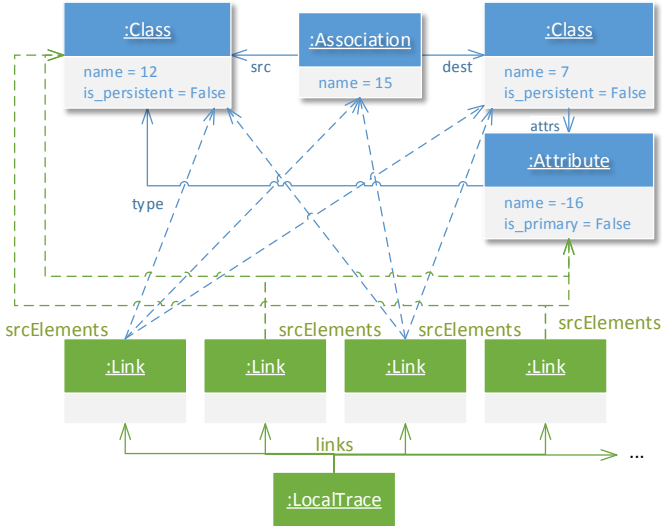 :Class
:Association
:Class
name = 12
is_persistent = False
src
name = 15
dest
name = 7
is_persistent = False
attrs
:Attribute
type
name = -16
is_primary = False
srcElements
srcElements
srcElements
srcElements
:Link
:Link
:Link
:Link
links
...
:LocalTrace